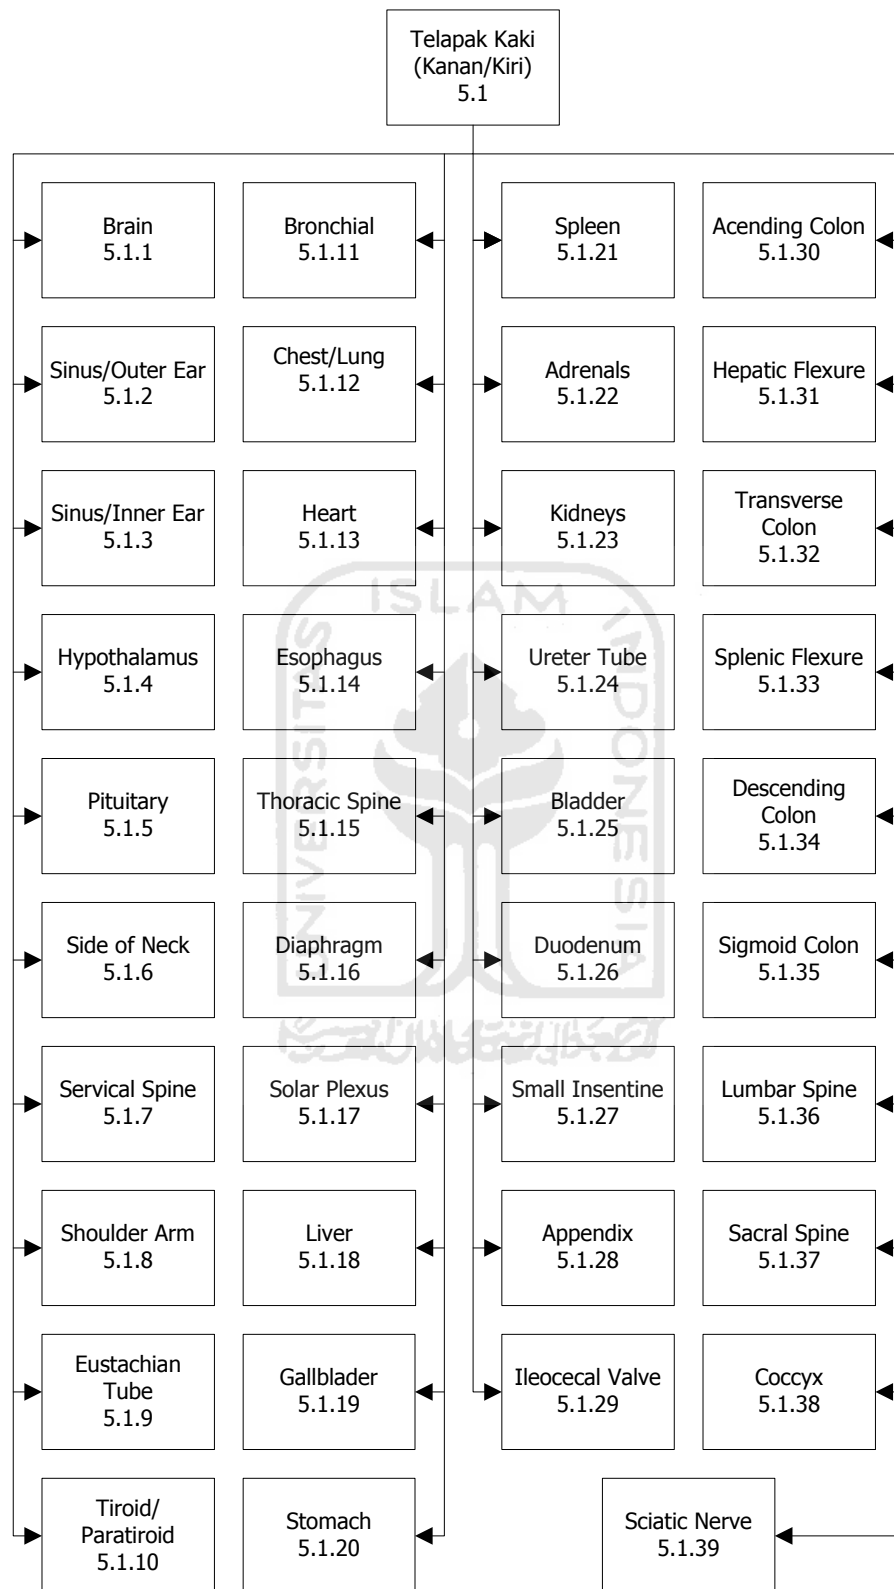 Telapak Kaki
(Kanan/Kiri)
5.1
Brain
5.1.1
Bronchial
5.1.11
Spleen
5.1.21
Acending Colon
5.1.30
Sinus/Outer Ear
5.1.2
Chest/Lung
5.1.12
Adrenals
5.1.22
Hepatic Flexure
5.1.31
Sinus/Inner Ear
5.1.3
Heart
5.1.13
Kidneys
5.1.23
Transverse
Colon
5.1.32
Hypothalamus
5.1.4
Esophagus
5.1.14
Ureter Tube
5.1.24
Splenic Flexure
5.1.33
Pituitary
5.1.5
Thoracic Spine
5.1.15
Bladder
5.1.25
Descending
Colon
5.1.34
Side of Neck
5.1.6
Diaphragm
5.1.16
Duodenum
5.1.26
Sigmoid Colon
5.1.35
Servical Spine
5.1.7
Solar Plexus
5.1.17
Small Insentine
5.1.27
Lumbar Spine
5.1.36
Shoulder Arm
5.1.8
Liver
5.1.18
Appendix
5.1.28
Sacral Spine
5.1.37
Eustachian
Tube
5.1.9
Gallblader
5.1.19
Ileocecal Valve
5.1.29
Coccyx
5.1.38
Tiroid/
Paratiroid
5.1.10
Stomach
5.1.20
Sciatic Nerve
5.1.39
UNIVERSITAS
ISLAM
INDONESIA